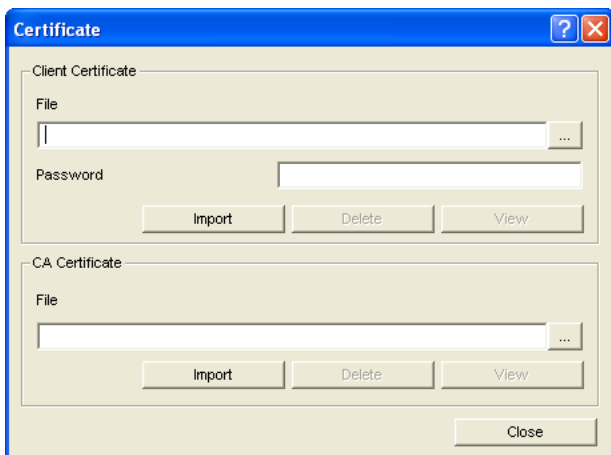 Certificate
Client Certificate
File
...
Password
Import Delete View
CA Certificate
File
...
Import Delete View
Close